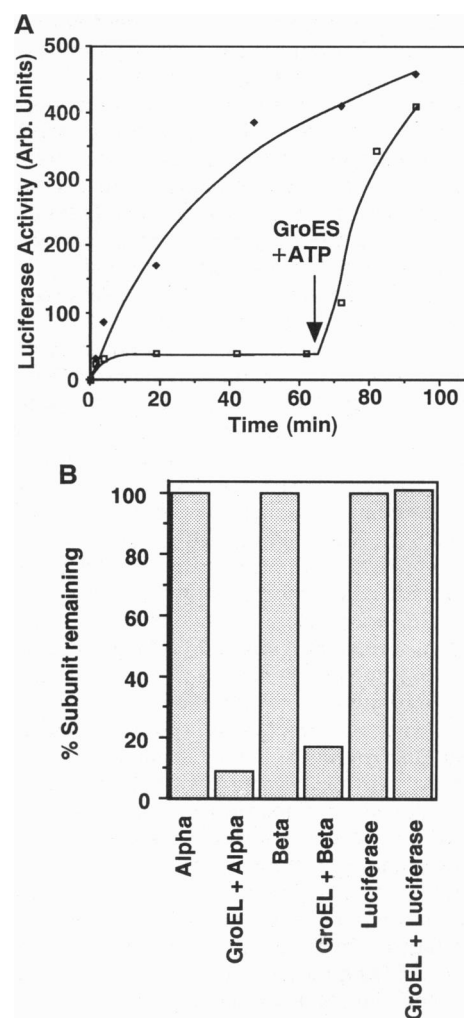 A
Luciferase Activity (Arb. Units)
500
400
300
200
100
0
GroES
+ATP
0 20 40 60 80 100
Time (min)
B
% Subunit remaining
100
80
60
40
20
0
Alpha
GroEL + Alpha
Beta
GroEL + Beta
Luciferase
GroEL + Luciferase